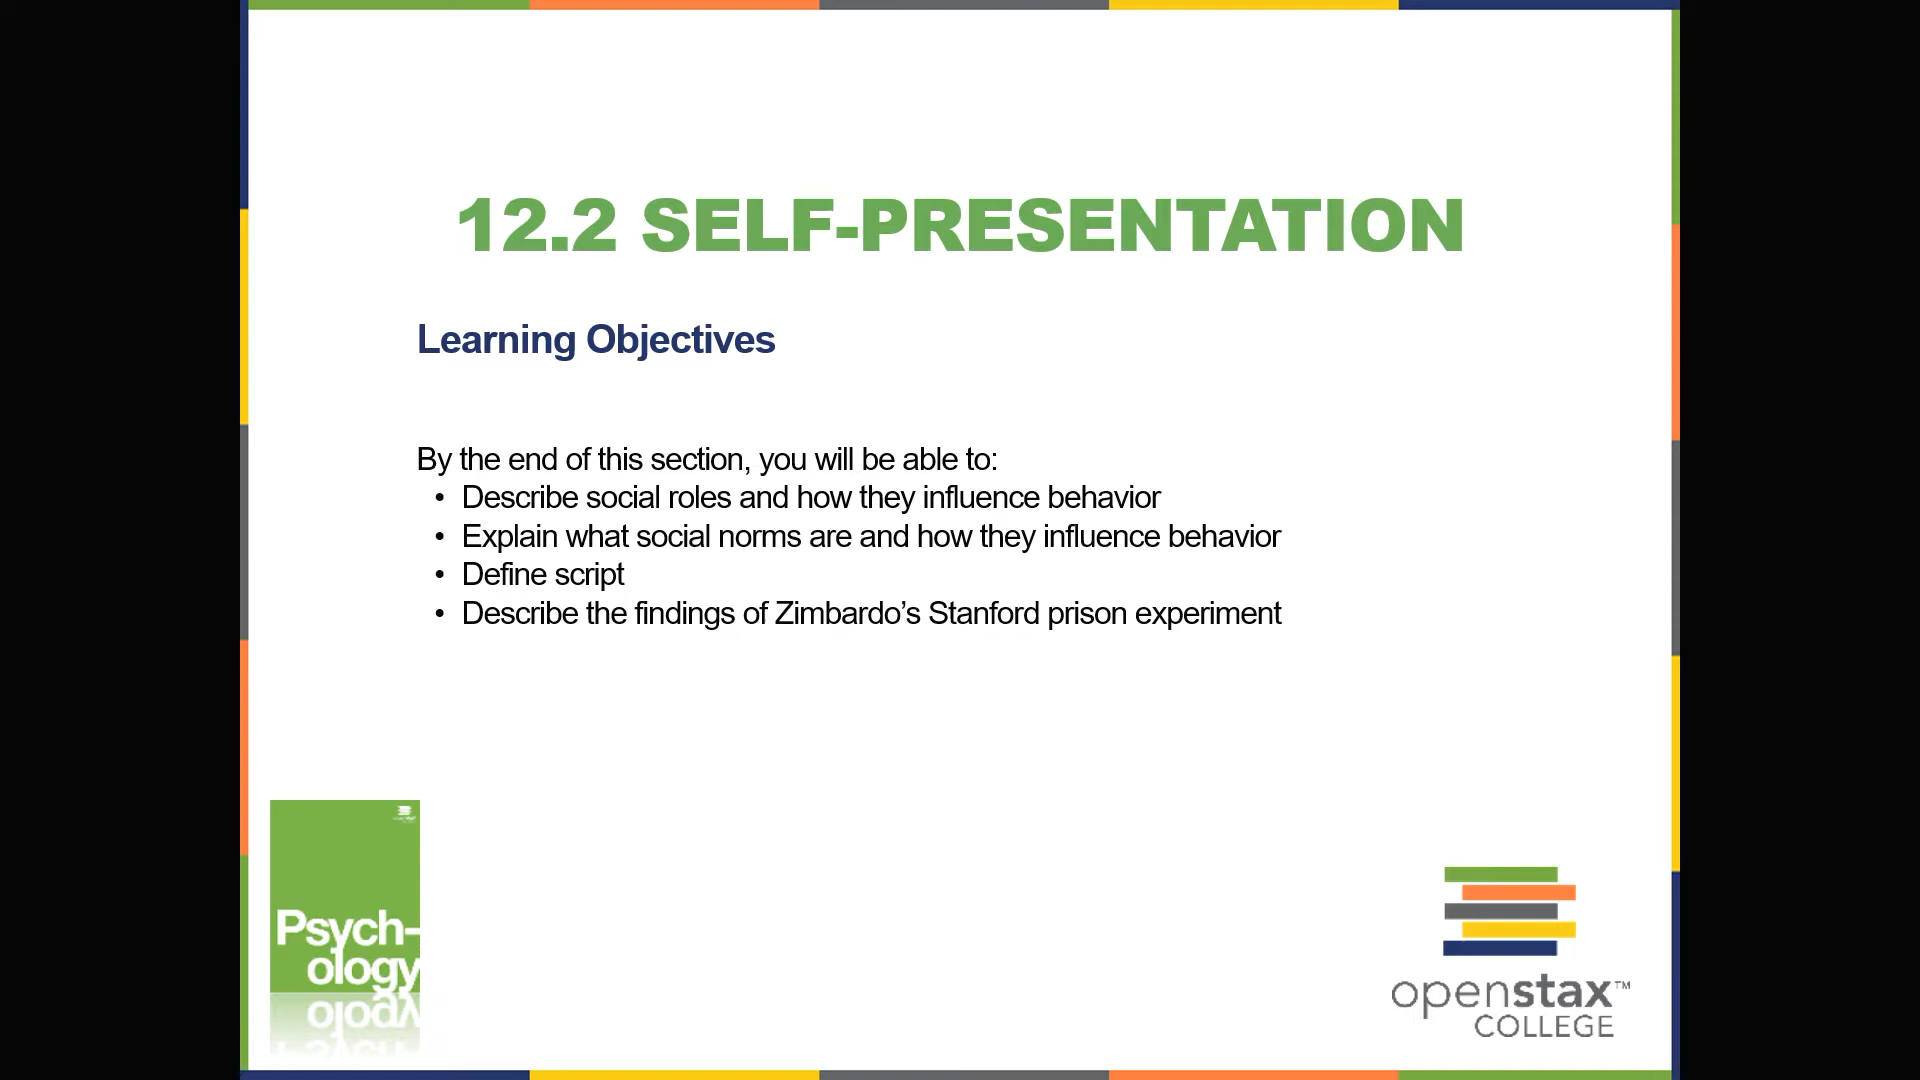 12.2 SELF-PRESENTATION
Learning Objectives
By the end of this section, you will be able to:
• Describe social roles and how they influence behavior
• Explain what social norms are and how they influence behavior
• Define script
• Describe the findings of Zimbardo’s Stanford prison experiment
Psych-
ology
openstax™
COLLEGE